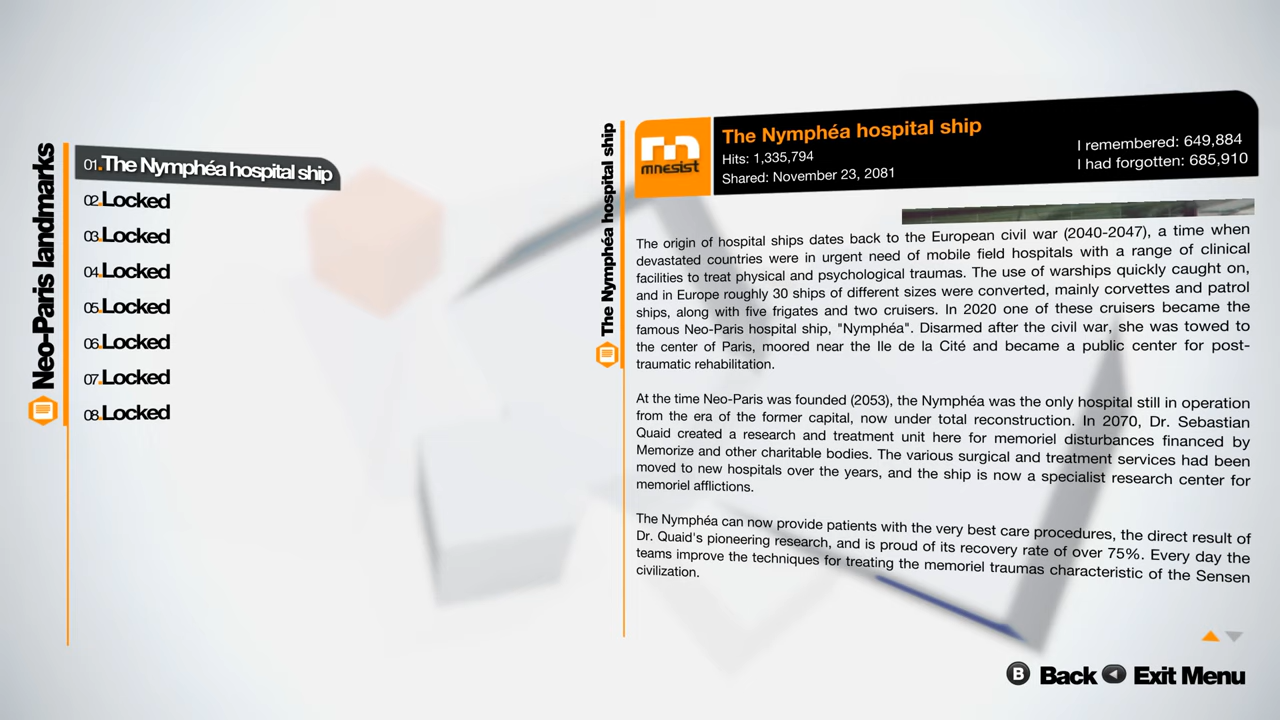 Neo-Paris landmarks
01.The Nymphéa hospital ship
02.Locked
03.Locked
04.Locked
05.Locked
06.Locked
07.Locked
08.Locked
The Nymphéa hospital ship
mnesist
The Nymphéa hospital ship
Hits: 1,335,794
Shared: November 23, 2081
I remembered: 649,884
I had forgotten: 685,910
The origin of hospital ships dates back to the European civil war (2040-2047), a time when
devastated countries were in urgent need of mobile field hospitals with a range of clinical
facilities to treat physical and psychological traumas. The use of warships quickly caught on,
and in Europe roughly 30 ships of different sizes were converted, mainly corvettes and patrol
ships, along with five frigates and two cruisers. In 2020 one of these cruisers became the
famous Neo-Paris hospital ship, "Nymphéa". Disarmed after the civil war, she was towed to
the center of Paris, moored near the Ile de la Cité and became a public center for post-
traumatic rehabilitation.
At the time Neo-Paris was founded (2053), the Nymphéa was the only hospital still in operation
from the era of the former capital, now under total reconstruction. In 2070, Dr. Sebastian
Quaid created a research and treatment unit here for memoriel disturbances financed by
Memorize and other charitable bodies. The various surgical and treatment services had been
moved to new hospitals over the years, and the ship is now a specialist research center for
memoriel afflictions.
The Nymphéa can now provide patients with the very best care procedures, the direct result of
Dr. Quaid's pioneering research, and is proud of its recovery rate of over 75%. Every day the
teams improve the techniques for treating the memoriel traumas characteristic of the Sensen
civilization.
B Back Exit Menu